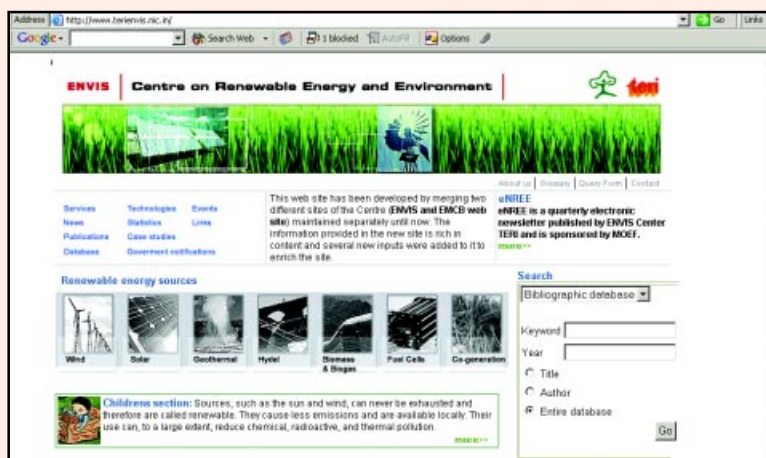 Address http://www.terienvis.nic.in/ Go Links
Google Search Web 1 blocked AutoFill Options
ENVIS Centre on Renewable Energy and Environment teri
About us Glossary Query Form Contact
Services Technologies Events
News Statistics Links
Publications Case studies
Database Goverment notifications
This web site has been developed by merging two
different sites of the Centre (ENVIS and EMCB web
site) maintained separately until now. The
information provided in the new site is rich in
content and several new inputs were added to it to
enrich the site.
eNREE
eNREE is a quarterly electronic
newsletter published by ENVIS Center
TERI and is sponsored by MOEF.
more>>
Renewable energy sources
Wind Solar Geothermal Hydel Biomass & Biogas Fuel Cells Co-generation
Search
Bibliographic database
Keyword
Year
Title
Author
Entire database
Go
Childrens section: Sources, such as the sun and wind, can never be exhausted and
therefore are called renewable. They cause less emissions and are available locally. Their
use can, to a large extent, reduce chemical, radioactive, and thermal pollution.
more>>